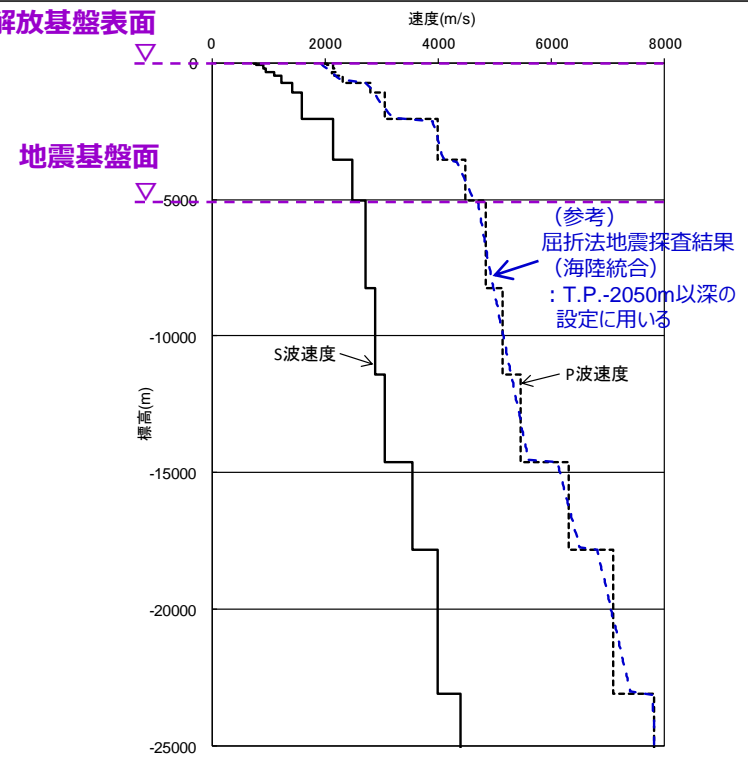 解放基盤表面
▽
速度(m/s)
0 2000 4000 6000 8000
0
地震基盤面
▽
-5000
(参考)
屈折法地震探査結果
(海陸統合)
:T.P.-2050m以深の
設定に用いる
-10000
S波速度
P波速度
標高(m)
-15000
-20000
-25000